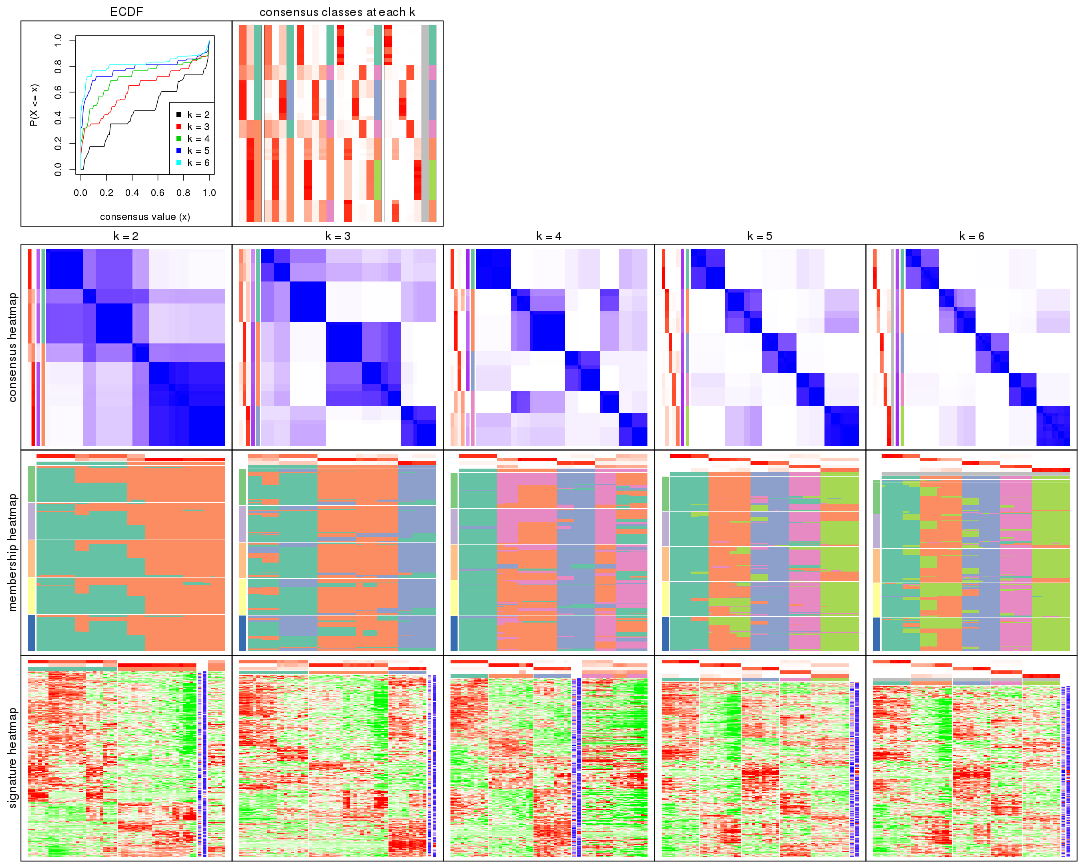 ECDF
consensus classes at each k
P(X <= x)
0.0 0.2 0.4 0.6 0.8 1.0
k = 2
k = 3
k = 4
k = 5
k = 6
0.0 0.2 0.4 0.6 0.8 1.0
consensus value (x)
k = 2
k = 3
k = 4
k = 5
k = 6
consensus heatmap
membership heatmap
signature heatmap